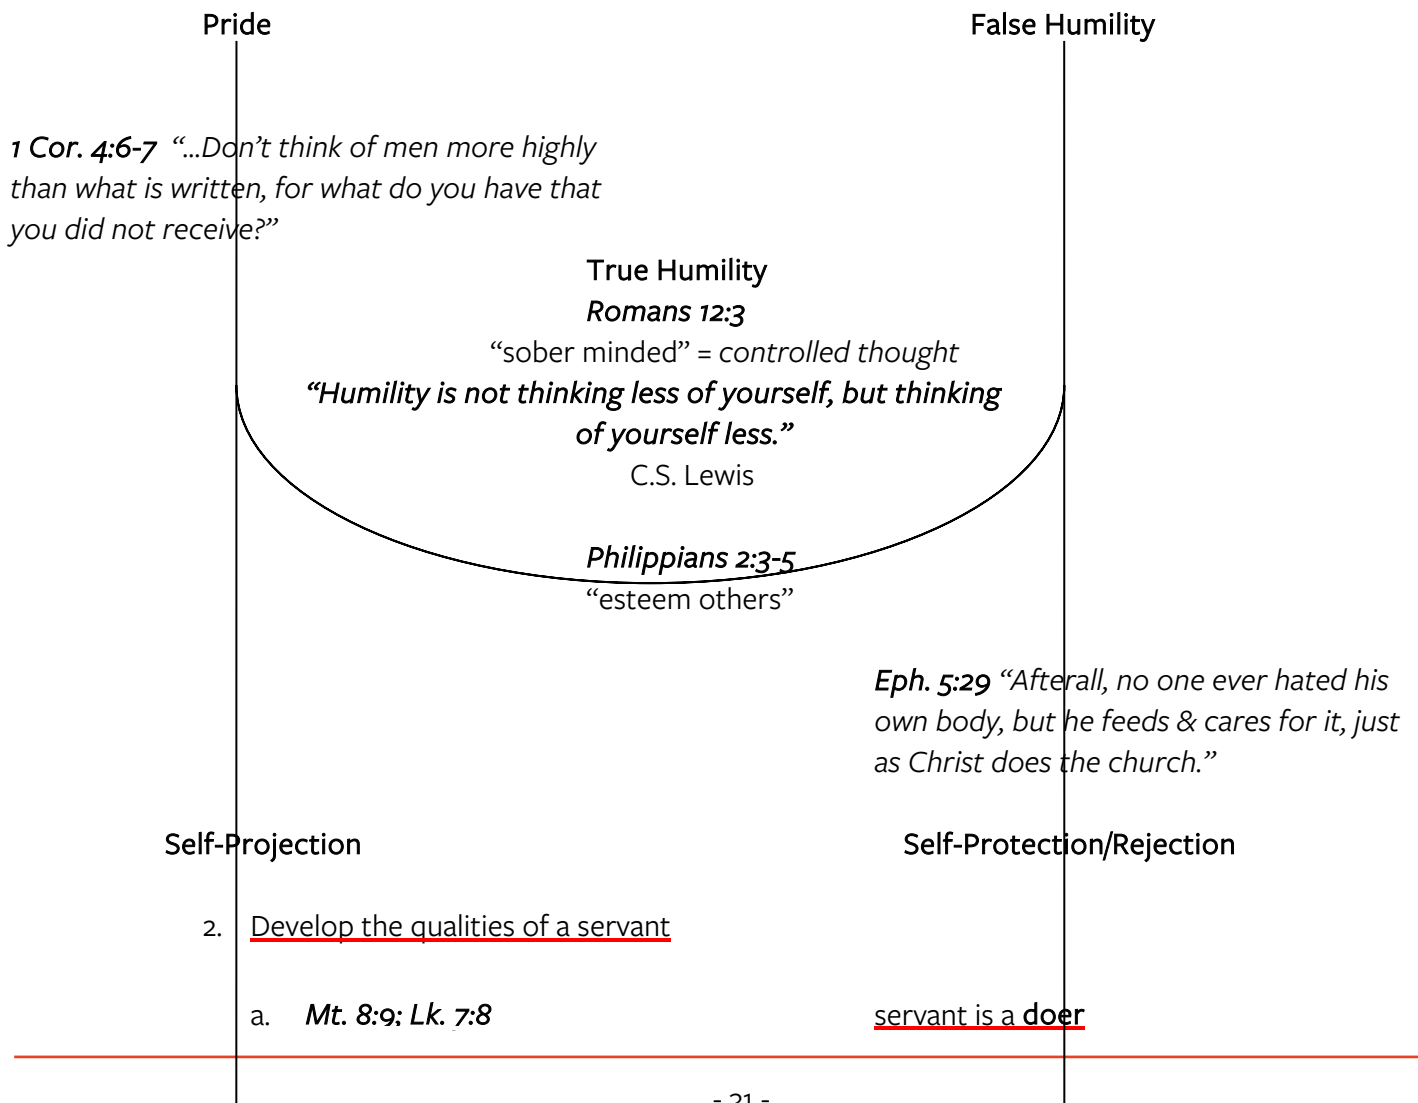 Pride False Humility
1 Cor. 4:6-7 “...Don’t think of men more highly
than what is written, for what do you have that
you did not receive?”
True Humility
Romans 12:3
“sober minded” = controlled thought
“Humility is not thinking less of yourself, but thinking
of yourself less.”
C.S. Lewis
Philippians 2:3-5
“esteem others”
Eph. 5:29 “Afterall, no one ever hated his
own body, but he feeds & cares for it, just
as Christ does the church.”
Self-Projection Self-Protection/Rejection
2. Develop the qualities of a servant
a. Mt. 8:9; Lk. 7:8 servant is a doer
- 21 -